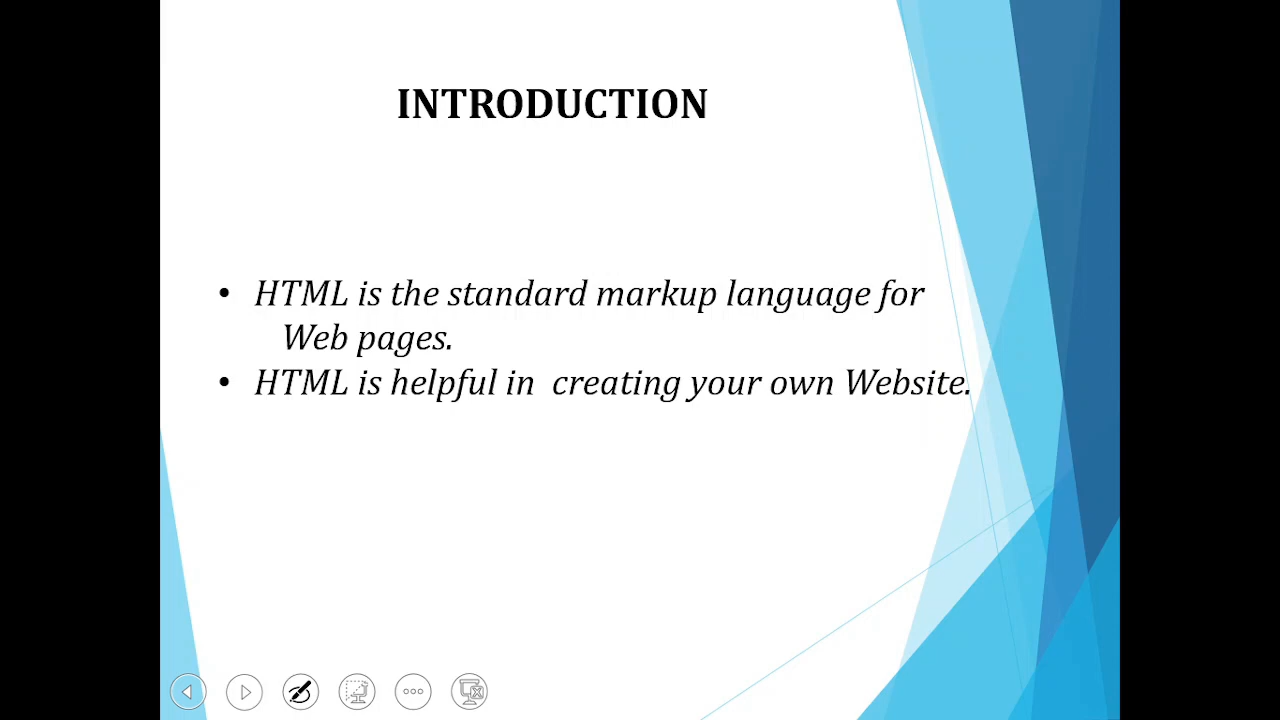 INTRODUCTION
• HTML is the standard markup language for
Web pages.
• HTML is helpful in  creating your own Website.